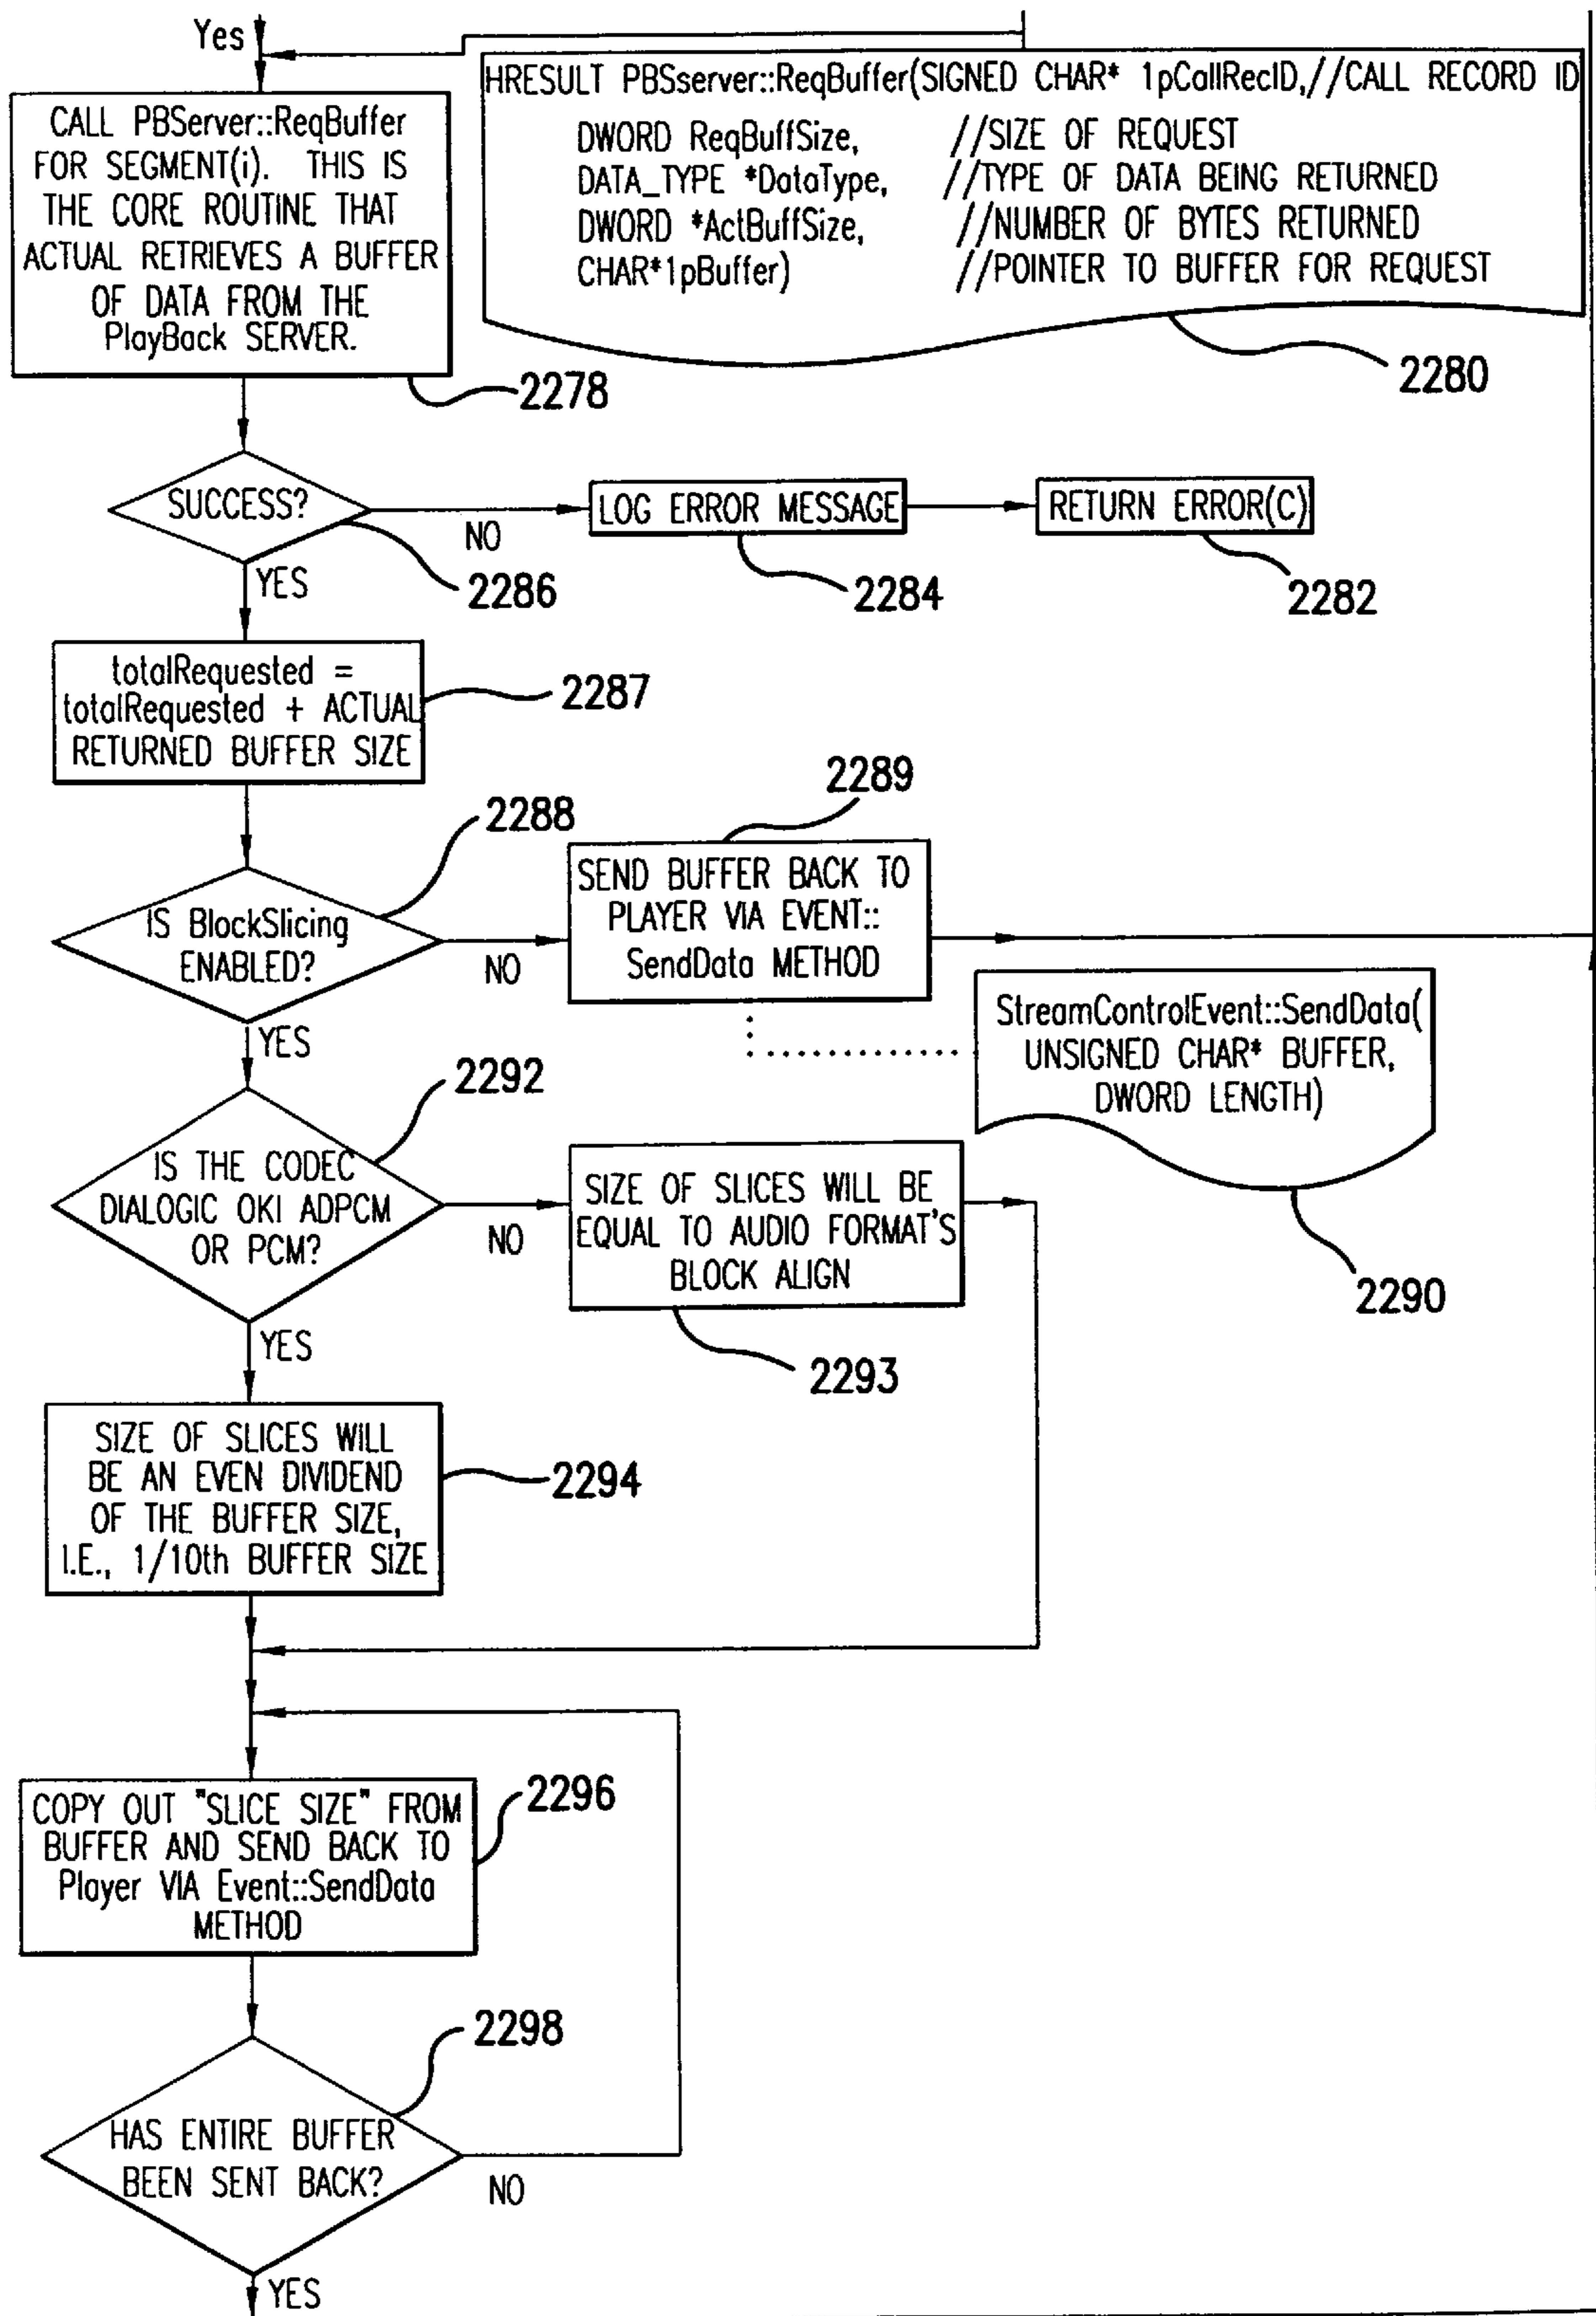 Yes
HRESULT PBSserver::ReqBuffer(SIGNED CHAR* 1pCallRecID,//CALL RECORD ID
DWORD ReqBuffSize, //SIZE OF REQUEST
DATA_TYPE *DataType, //TYPE OF DATA BEING RETURNED
DWORD *ActBuffSize, //NUMBER OF BYTES RETURNED
CHAR*1pBuffer) //POINTER TO BUFFER FOR REQUEST
2280
CALL PBServer::ReqBuffer
FOR SEGMENT(i). THIS IS
THE CORE ROUTINE THAT
ACTUAL RETRIEVES A BUFFER
OF DATA FROM THE
PlayBack SERVER.
2278
SUCCESS?
NO
YES
2286
LOG ERROR MESSAGE
2284
RETURN ERROR(C)
2282
totalRequested =
totalRequested + ACTUAL
RETURNED BUFFER SIZE
2287
2288
IS BlockSlicing
ENABLED?
NO
YES
2289
SEND BUFFER BACK TO
PLAYER VIA EVENT::
SendData METHOD
StreamControlEvent::SendData(
UNSIGNED CHAR* BUFFER,
DWORD LENGTH)
2290
2292
IS THE CODEC
DIALOGIC OKI ADPCM
OR PCM?
NO
YES
SIZE OF SLICES WILL BE
EQUAL TO AUDIO FORMAT'S
BLOCK ALIGN
2293
SIZE OF SLICES WILL
BE AN EVEN DIVIDEND
OF THE BUFFER SIZE,
I.E., 1/10th BUFFER SIZE
2294
COPY OUT "SLICE SIZE" FROM
BUFFER AND SEND BACK TO
Player VIA Event::SendData
METHOD
2296
2298
HAS ENTIRE BUFFER
BEEN SENT BACK?
NO
YES